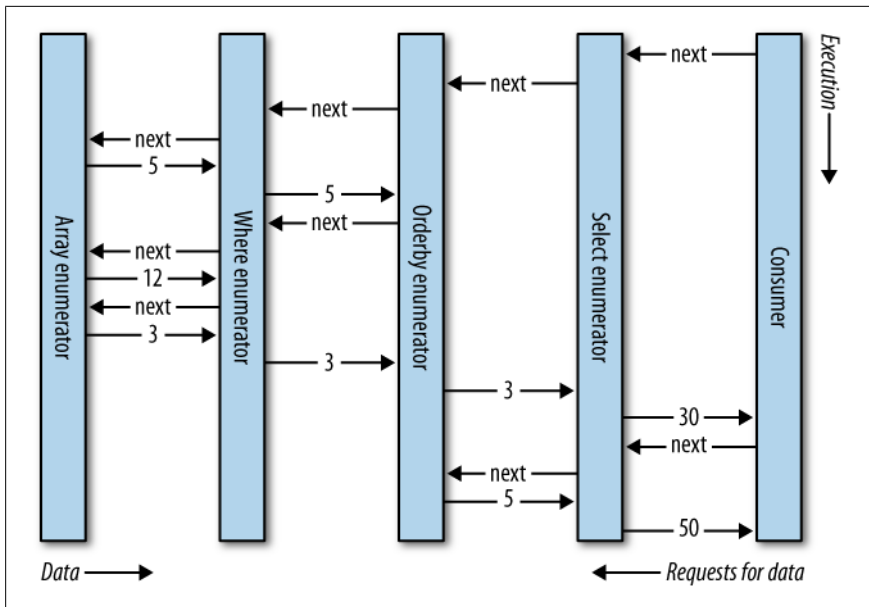 next
Execution
next
next
next
5
5
next
next
12
next
3
3
3
30
next
next
5
50
Array enumerator
Where enumerator
Orderby enumerator
Select enumerator
Consumer
Data
Requests for data